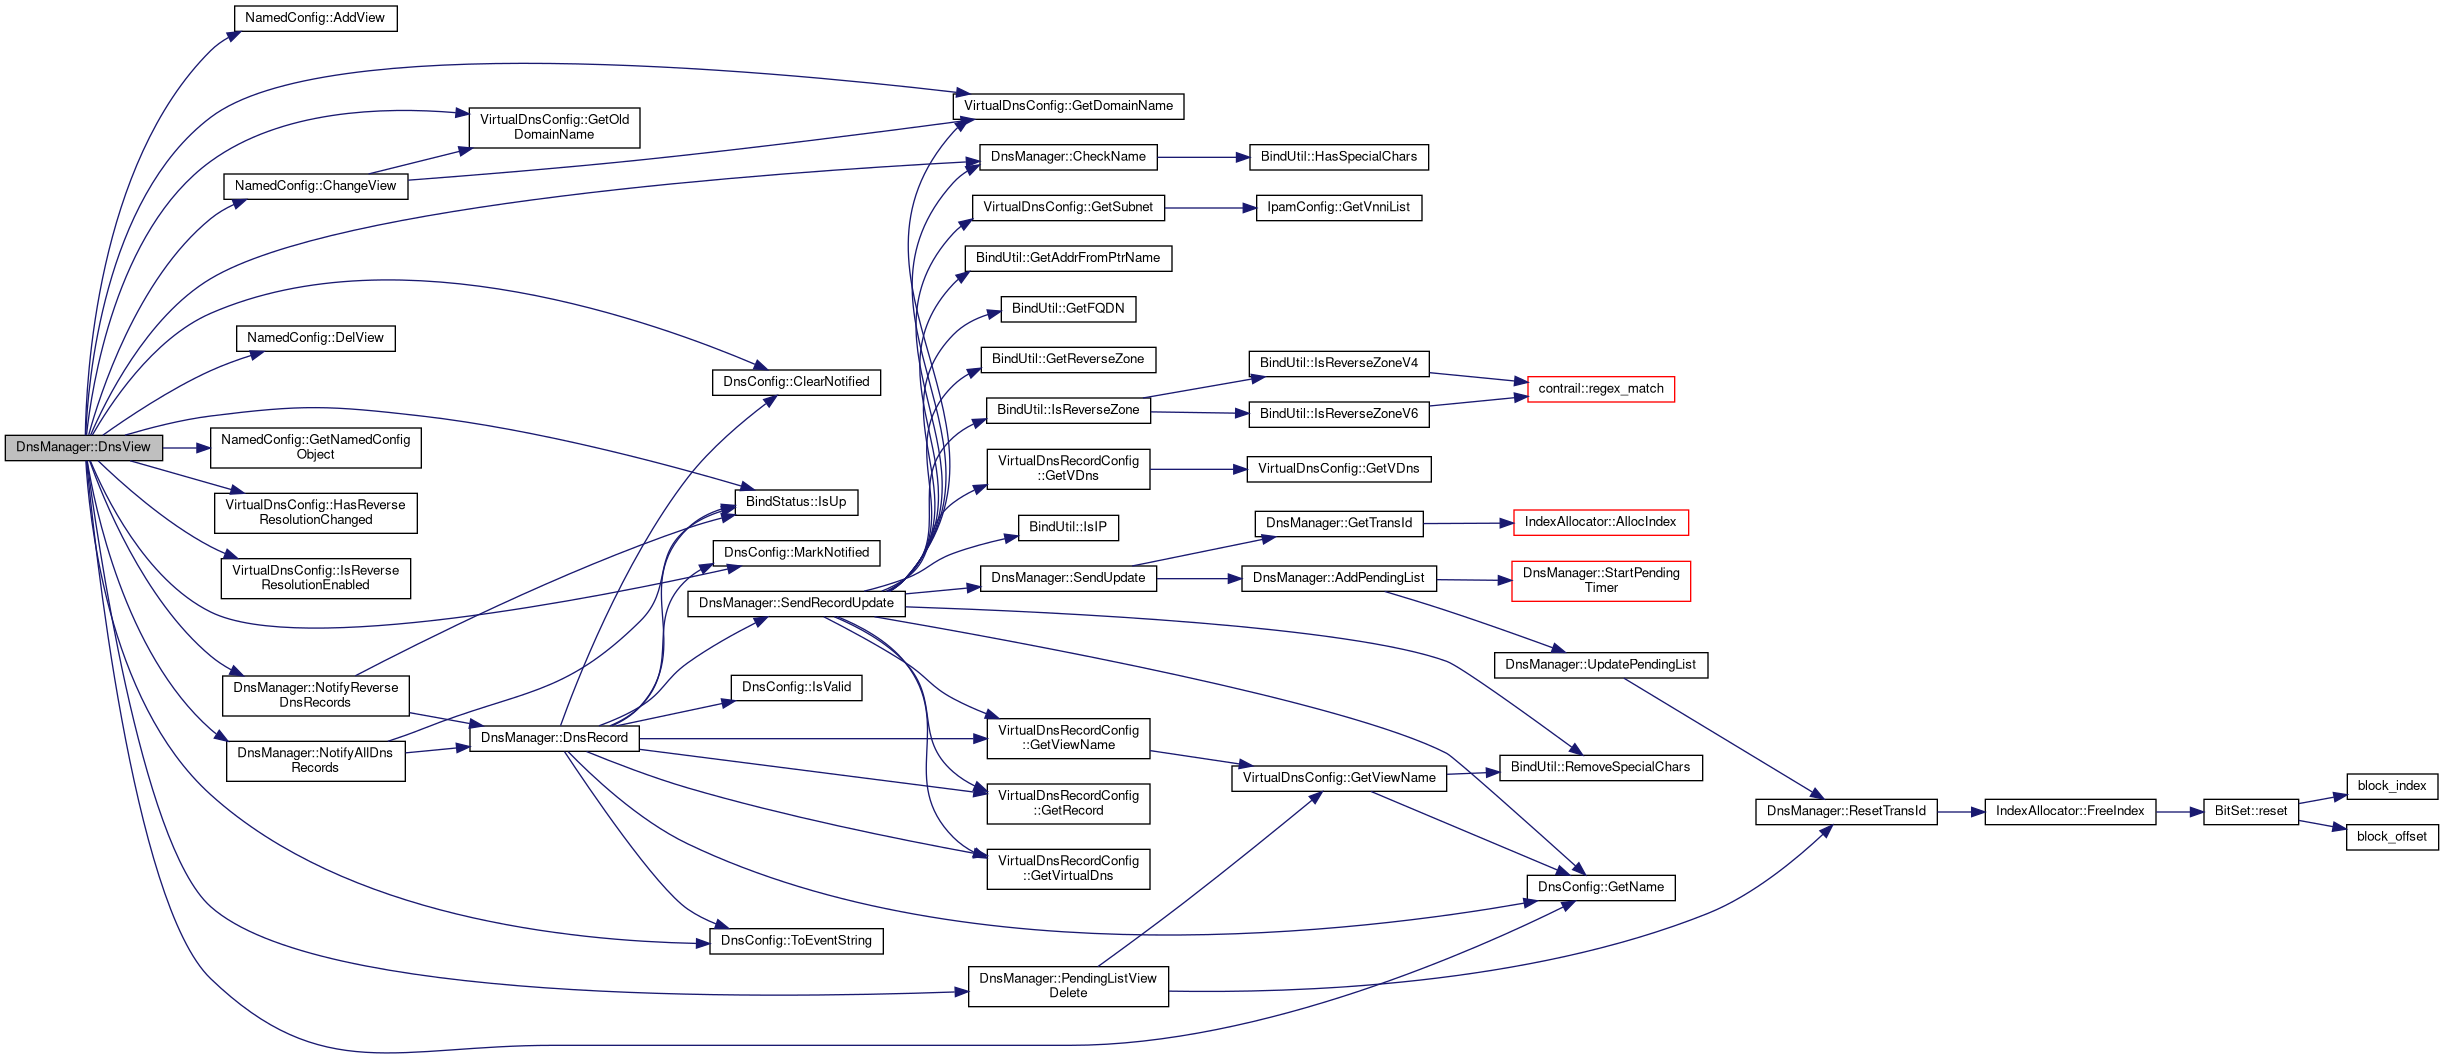 DnsManager::DnsView
NamedConfig::AddView
VirtualDnsConfig::GetOld
DomainName
NamedConfig::ChangeView
NamedConfig::DelView
NamedConfig::GetNamedConfig
Object
VirtualDnsConfig::HasReverse
ResolutionChanged
VirtualDnsConfig::IsReverse
ResolutionEnabled
DnsManager::NotifyReverse
DnsRecords
DnsManager::NotifyAllDns
Records
DnsManager::DnsRecord
DnsConfig::ClearNotified
BindStatus::IsUp
DnsConfig::MarkNotified
DnsManager::SendRecordUpdate
DnsConfig::IsValid
DnsConfig::ToEventString
VirtualDnsConfig::GetDomainName
DnsManager::CheckName
VirtualDnsConfig::GetSubnet
BindUtil::GetAddrFromPtrName
BindUtil::GetFQDN
BindUtil::GetReverseZone
BindUtil::IsReverseZone
VirtualDnsRecordConfig
::GetVDns
BindUtil::IsIP
DnsManager::SendUpdate
VirtualDnsRecordConfig
::GetViewName
VirtualDnsRecordConfig
::GetRecord
VirtualDnsRecordConfig
::GetVirtualDns
DnsManager::PendingListView
Delete
BindUtil::HasSpecialChars
IpamConfig::GetVnniList
BindUtil::IsReverseZoneV4
BindUtil::IsReverseZoneV6
VirtualDnsConfig::GetVDns
DnsManager::GetTransId
DnsManager::AddPendingList
VirtualDnsConfig::GetViewName
contrail::regex_match
IndexAllocator::AllocIndex
DnsManager::StartPending
Timer
DnsManager::UpdatePendingList
BindUtil::RemoveSpecialChars
DnsConfig::GetName
DnsManager::ResetTransId
IndexAllocator::FreeIndex
BitSet::reset
block_index
block_offset